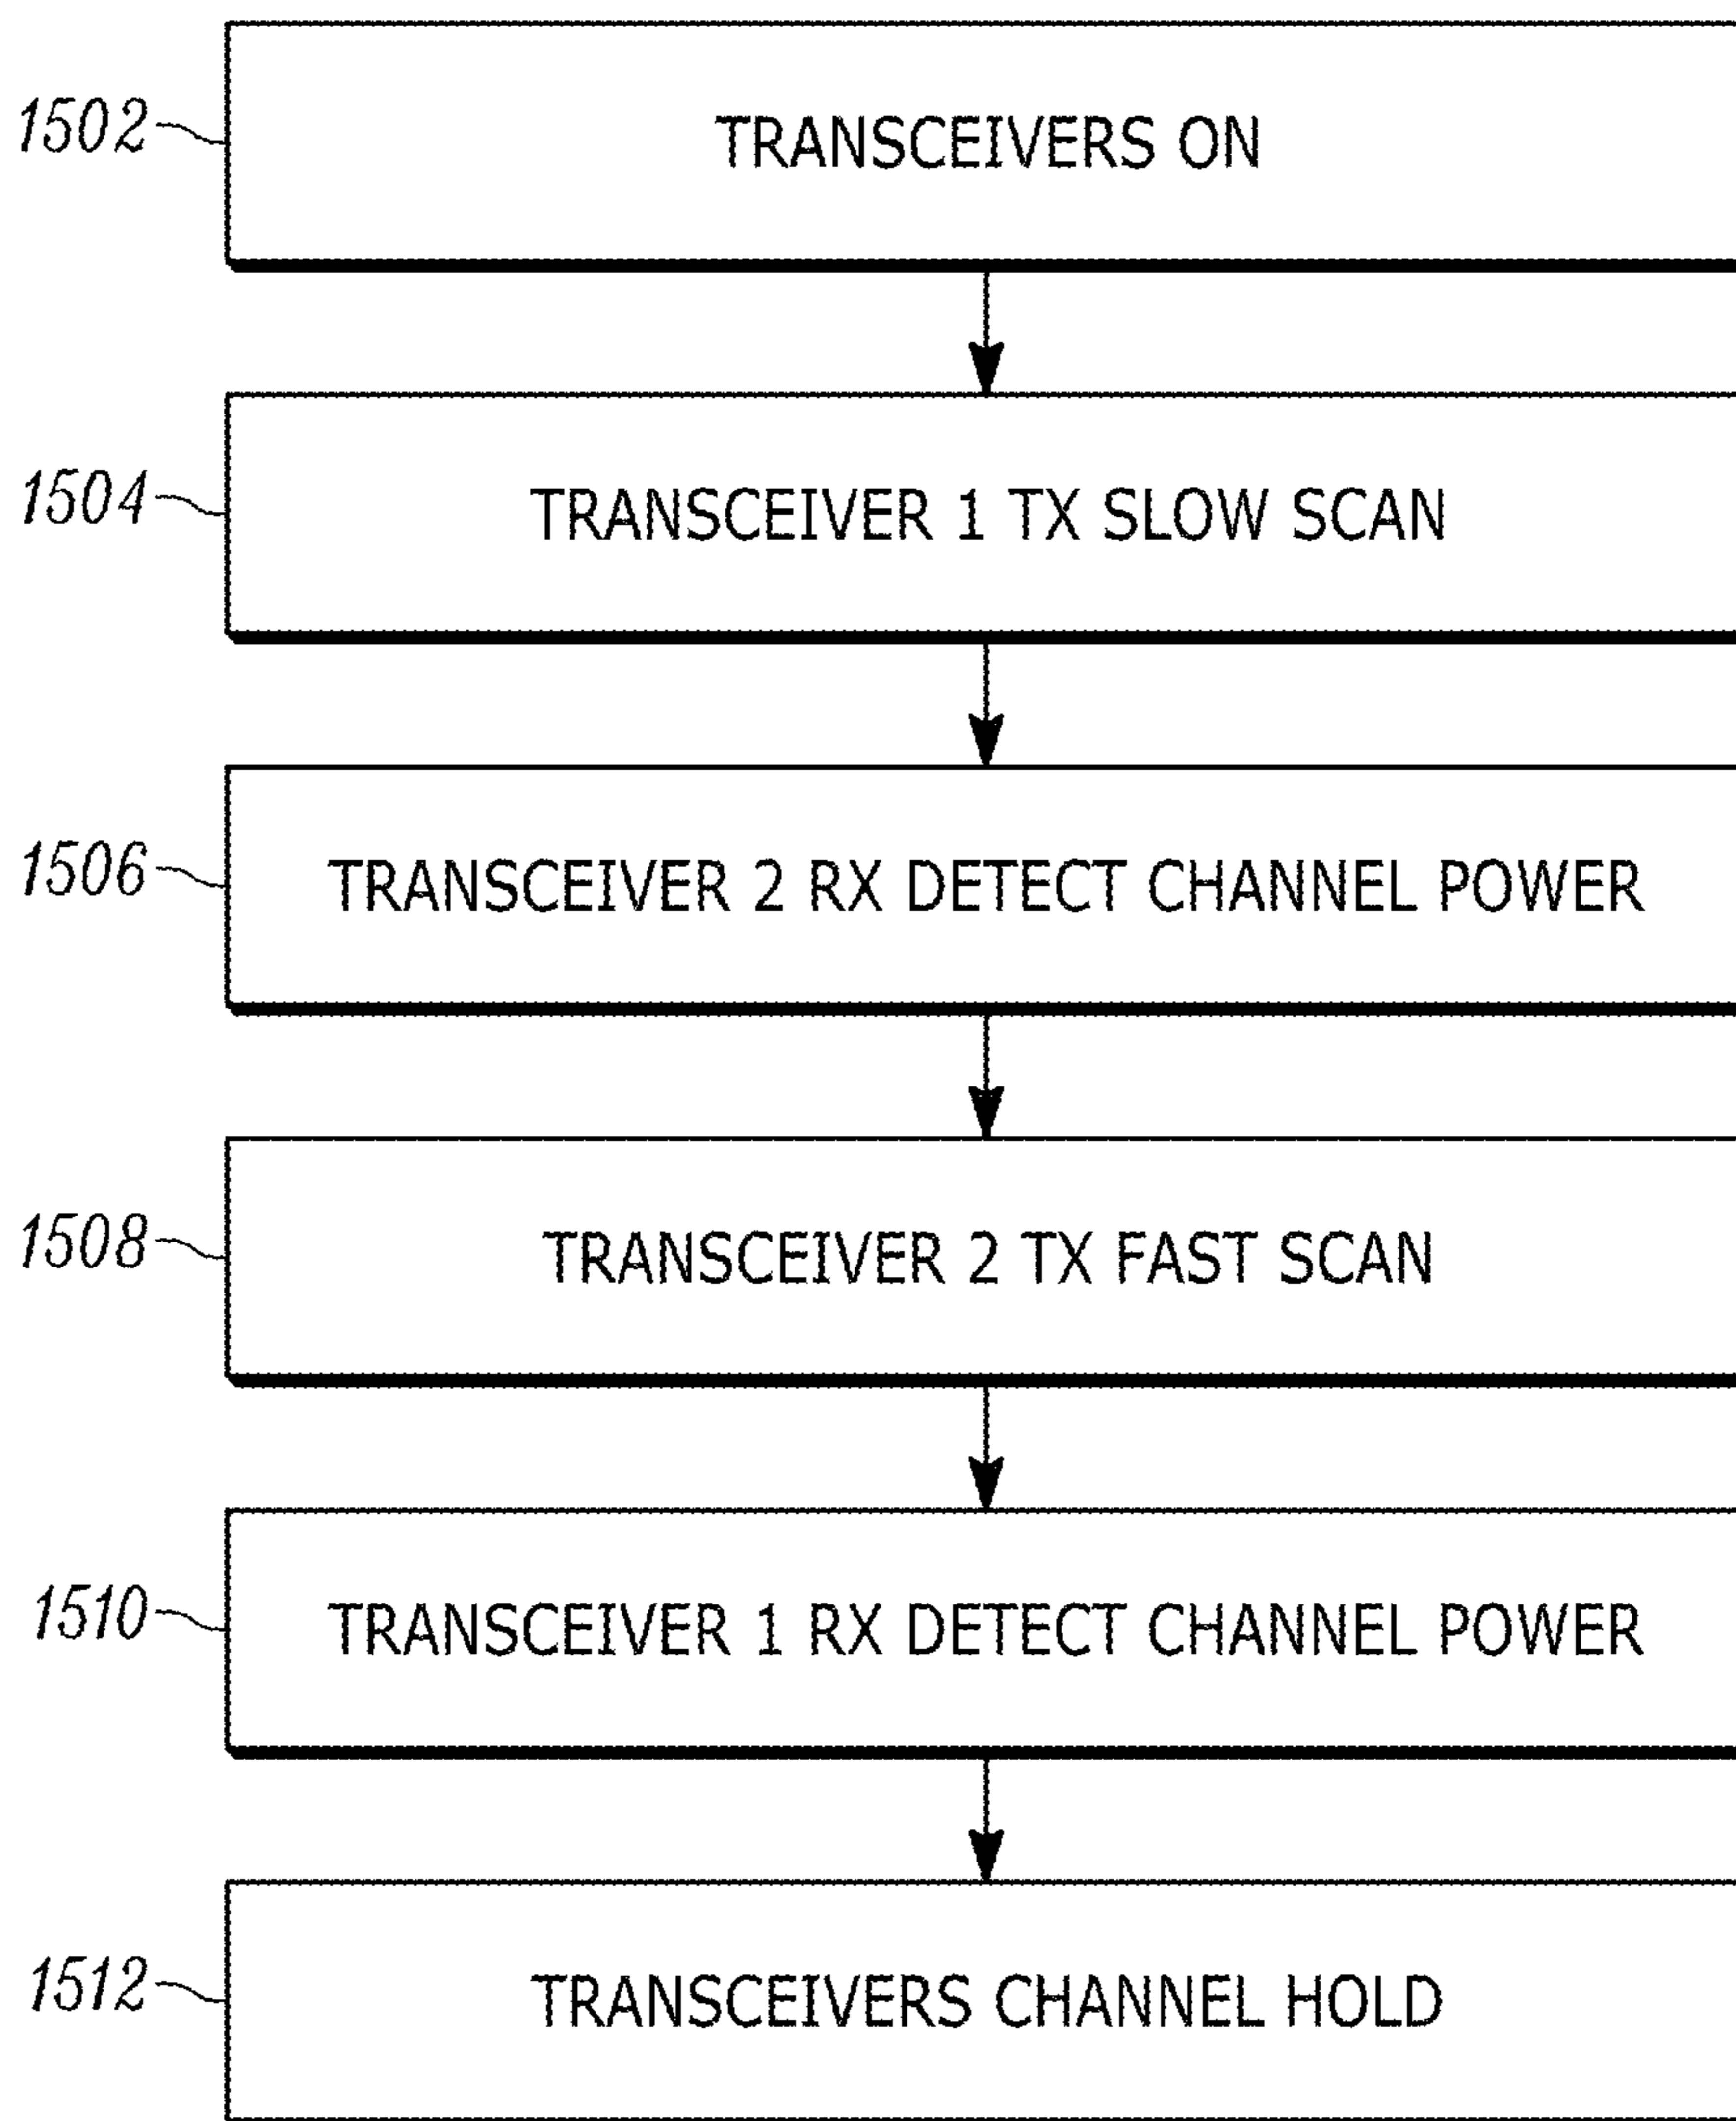 1502 TRANSCEIVERS ON
1504 TRANSCEIVER 1 TX SLOW SCAN
1506 TRANSCEIVER 2 RX DETECT CHANNEL POWER
1508 TRANSCEIVER 2 TX FAST SCAN
1510 TRANSCEIVER 1 RX DETECT CHANNEL POWER
1512 TRANSCEIVERS CHANNEL HOLD